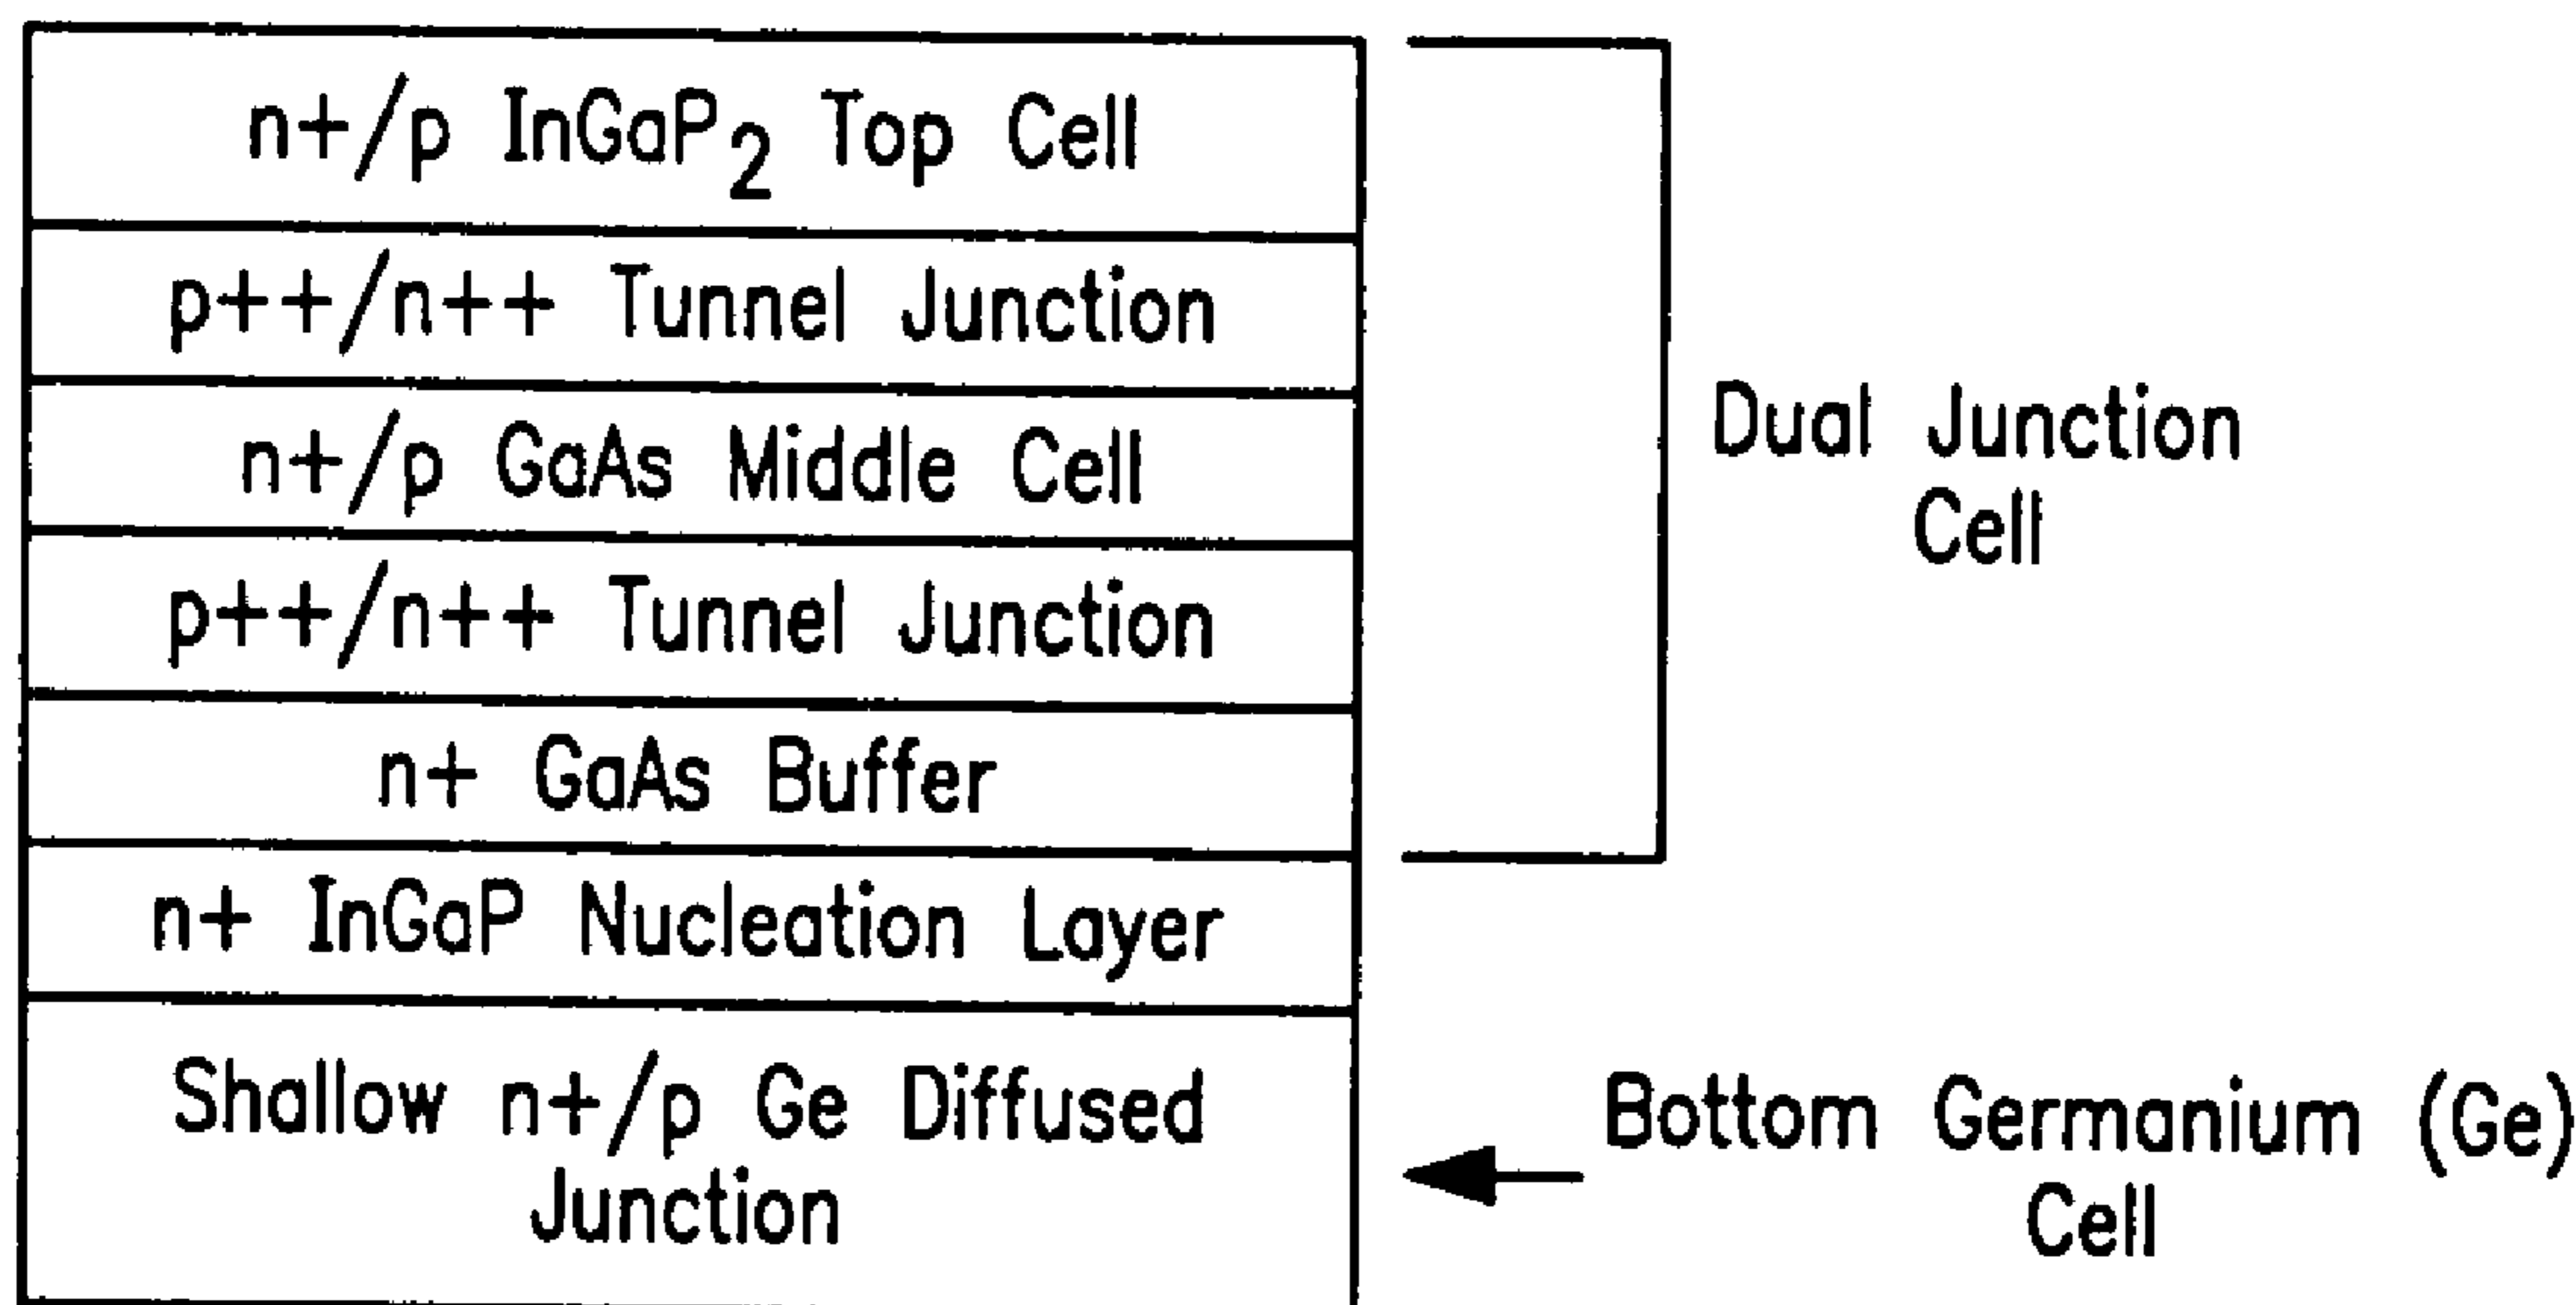 n+/p InGaP2 Top Cell
p++/n++ Tunnel Junction
n+/p GaAs Middle Cell
p++/n++ Tunnel Junction
n+ GaAs Buffer
n+ InGaP Nucleation Layer
Shallow n+/p Ge Diffused
Junction
Dual Junction
Cell
Bottom Germanium (Ge)
Cell